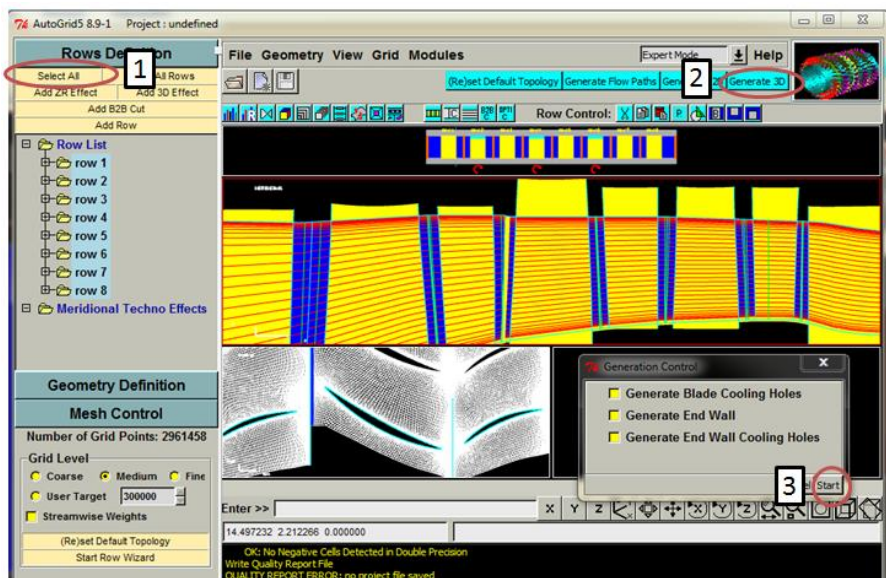 AutoGrid5 8.9-1 Project : undefined
Rows Definition
1
Select All
All Rows
Add ZR Effect
Add 3D Effect
Add B2B Cut
Add Row
Row List
row 1
row 2
row 3
row 4
row 5
row 6
row 7
row 8
Meridional Techno Effects
Geometry Definition
Mesh Control
Number of Grid Points: 2961458
Grid Level
Coarse Medium Fine
User Target 300000
Streamwise Weights
(Re)set Default Topology
Start Row Wizard
File Geometry View Grid Modules
Expert Mode
Help
2
(Re)set Default Topology
Generate Flow Paths
Generate 3D
Row Control:
Generation Control
Generate Blade Cooling Holes
Generate End Wall
Generate End Wall Cooling Holes
3
Start
Enter >>
X Y Z
14.497232 2.212266 0.000000
OK: No Negative Cells Detected in Double Precision
Write Quality Report File
QUALITY REPORT ERROR: no project file saved